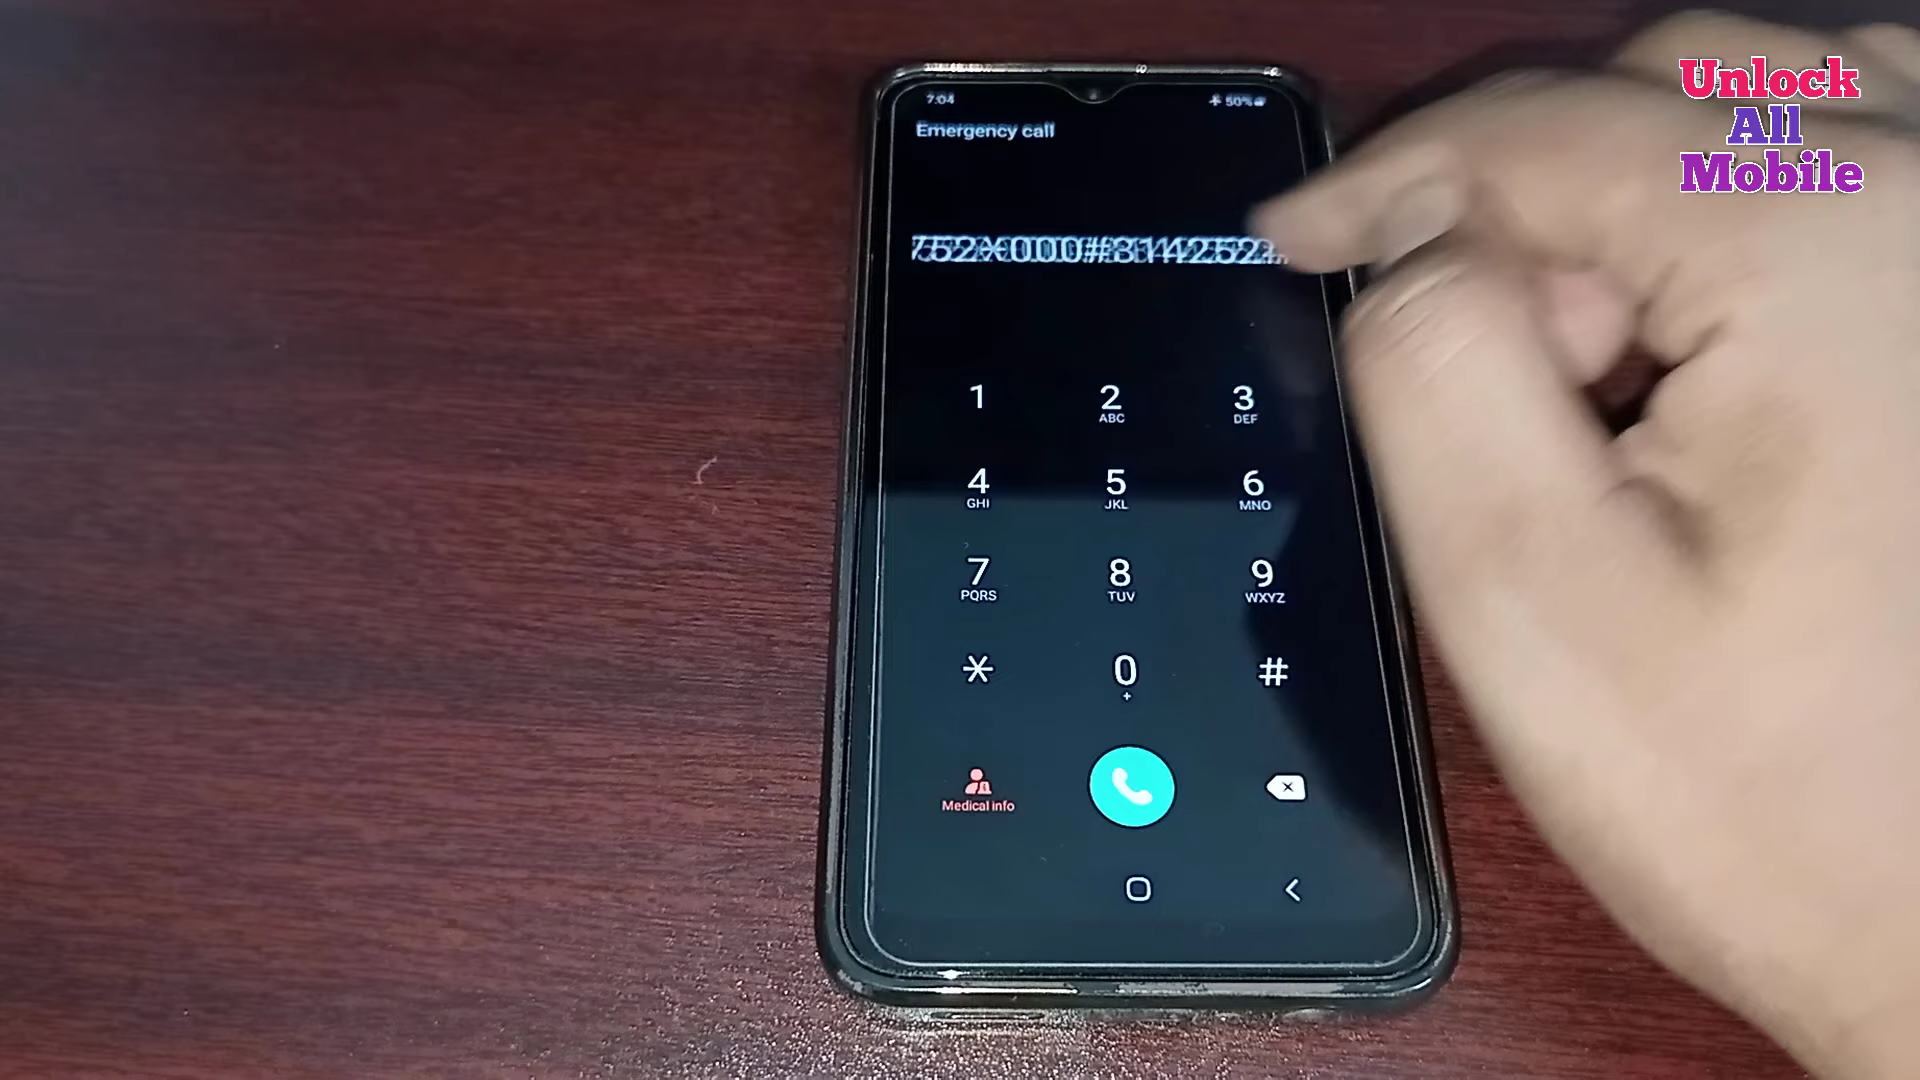 Unlock
All
Mobile
7:04
50%
Emergency call
1
2
ABC
3
DEF
4
GHI
5
JKL
6
MNO
7
PQRS
8
TUV
9
WXYZ
*
0
+
#
Medical info